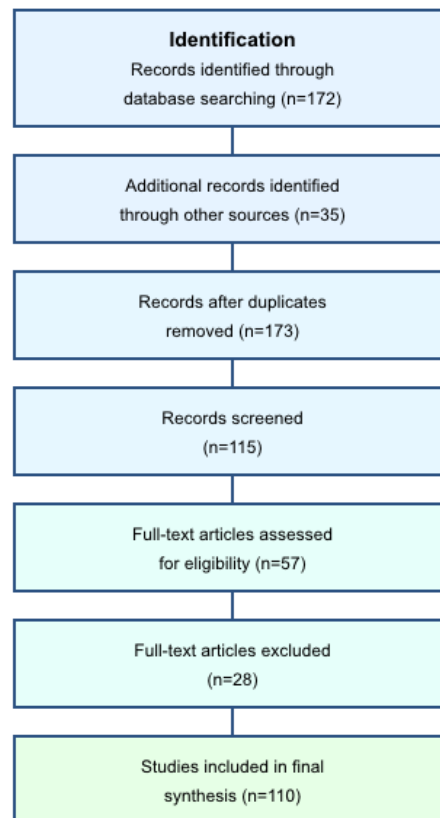 Identification
Records identified through
database searching (n=172)
Additional records identified
through other sources (n=35)
Records after duplicates
removed (n=173)
Records screened
(n=115)
Full-text articles assessed
for eligibility (n=57)
Full-text articles excluded
(n=28)
Studies included in final
synthesis (n=110)